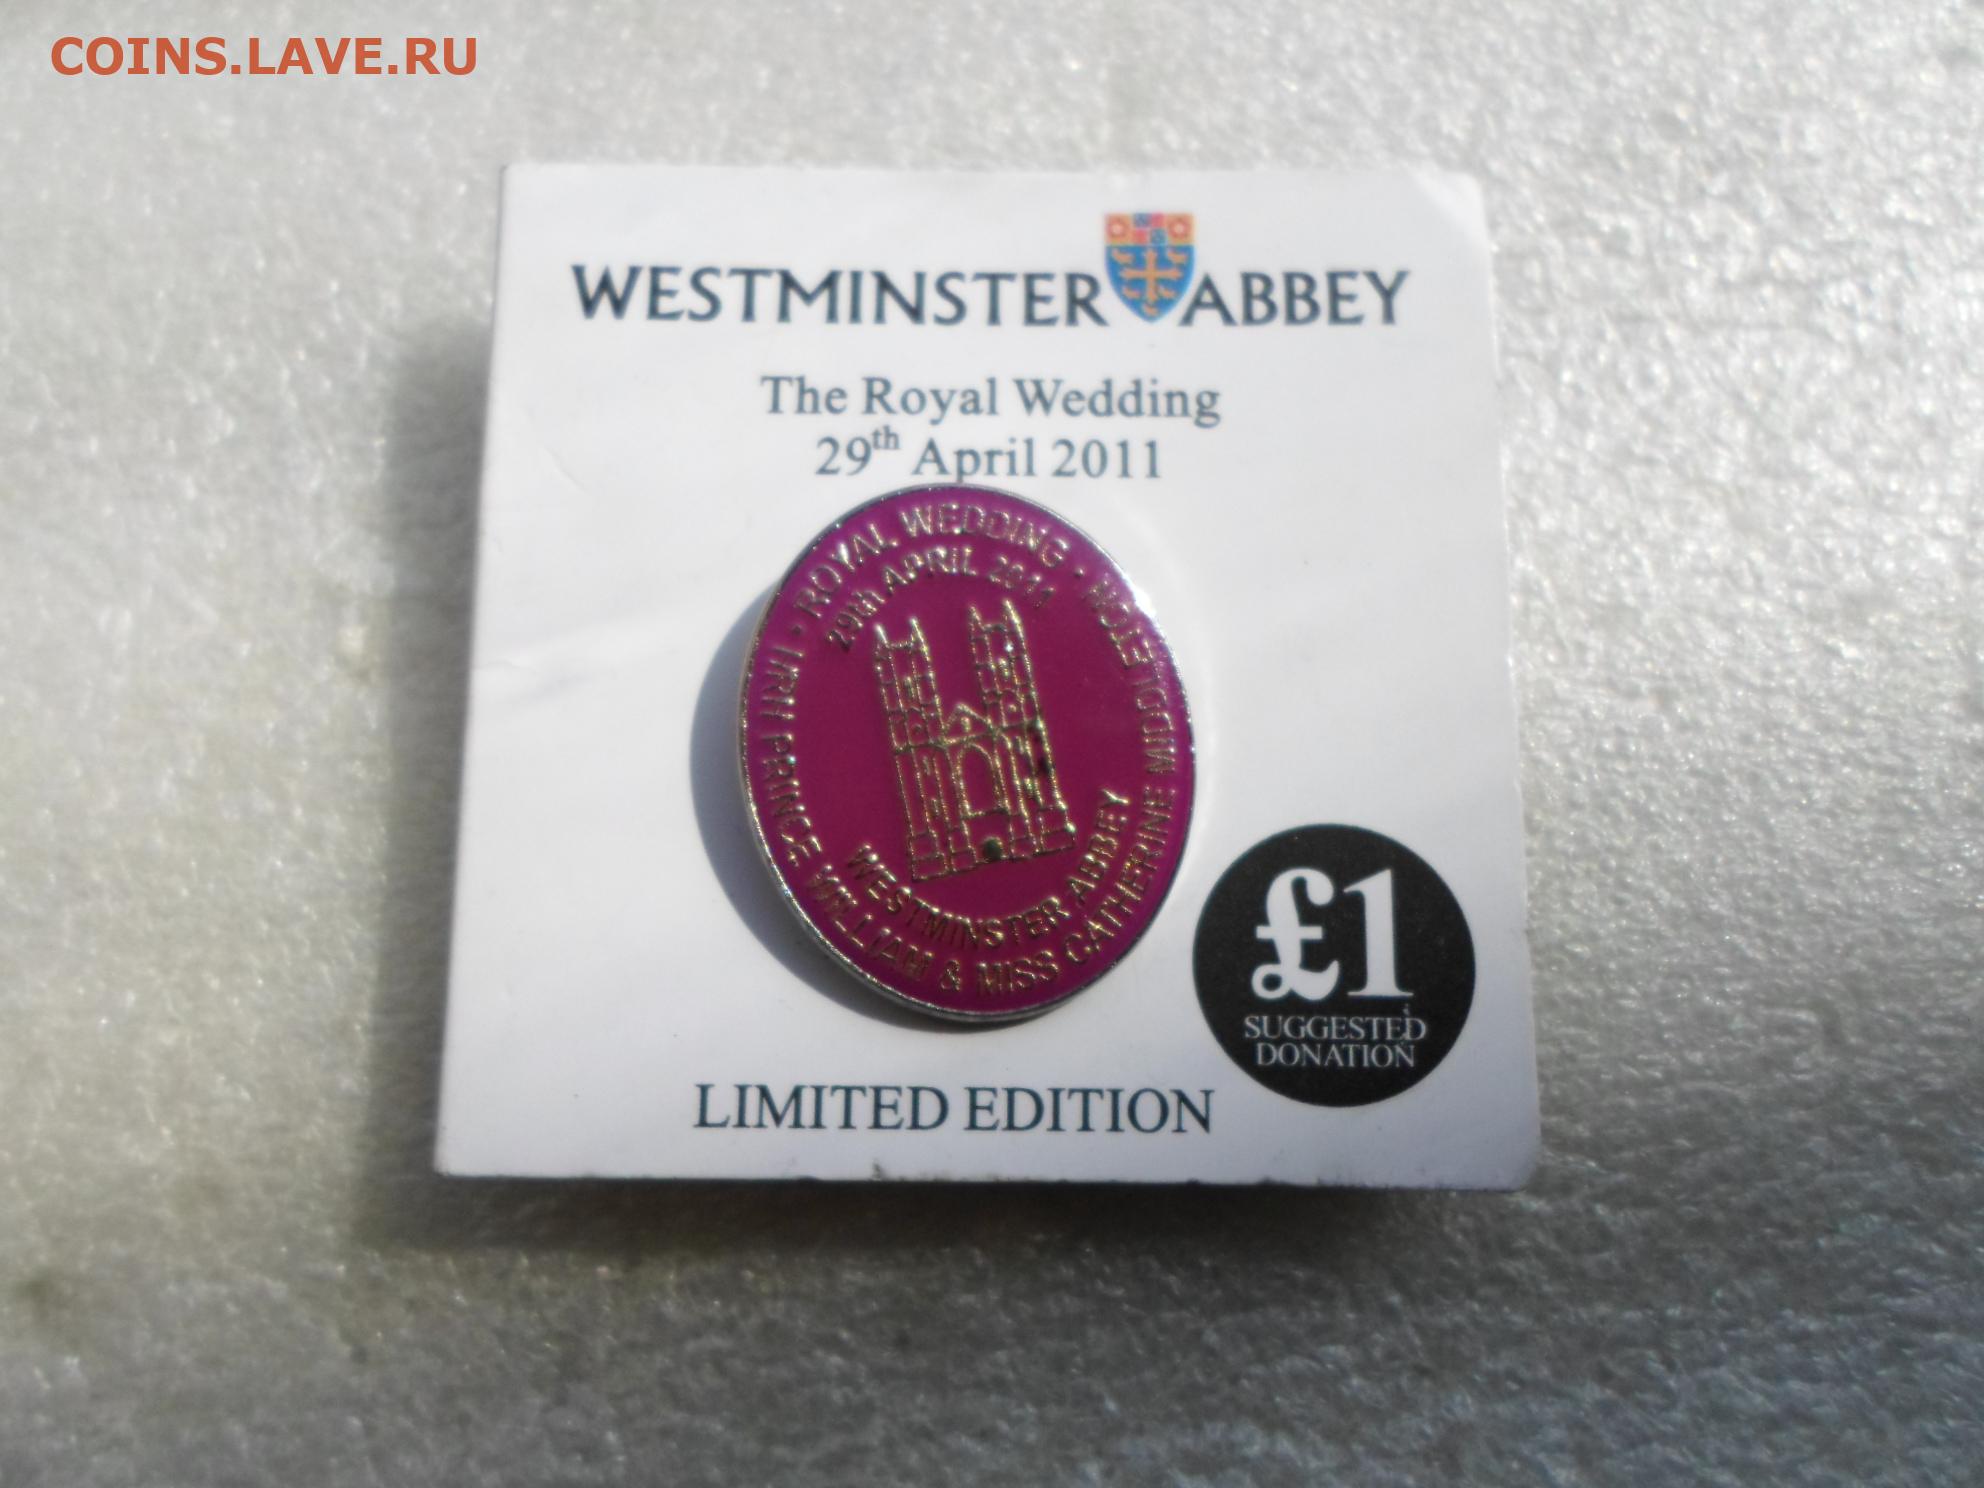 COINS.LAVE.RU
WESTMINSTER ABBEY
The Royal Wedding
29th April 2011
ROYAL WEDDING · HRH PRINCE WILLIAM & MISS CATHERINE MIDDLETON ·
29th APRIL 2011
WESTMINSTER ABBEY
£1
SUGGESTED
DONATION
LIMITED EDITION